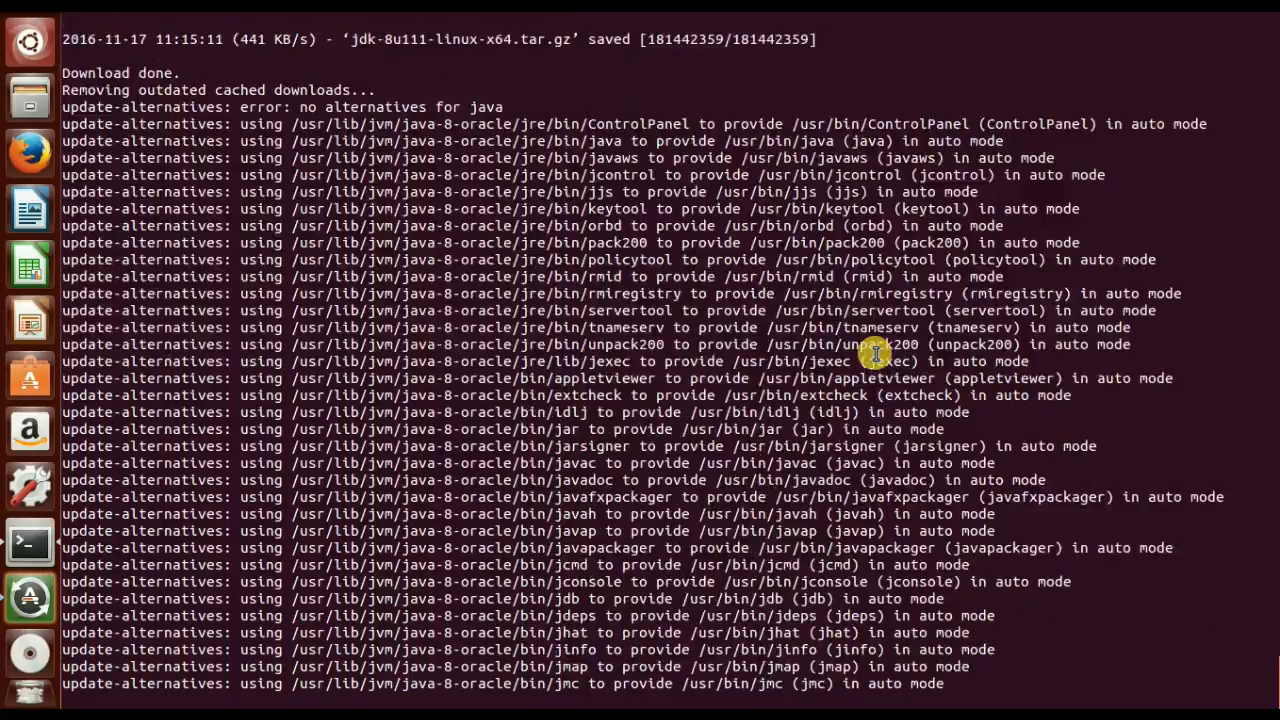 2016-11-17 11:15:11 (441 KB/s) - ‘jdk-8u111-linux-x64.tar.gz’ saved [181442359/181442359]
Download done.
Removing outdated cached downloads...
update-alternatives: error: no alternatives for java
update-alternatives: using /usr/lib/jvm/java-8-oracle/jre/bin/ControlPanel to provide /usr/bin/ControlPanel (ControlPanel) in auto mode
update-alternatives: using /usr/lib/jvm/java-8-oracle/jre/bin/java to provide /usr/bin/java (java) in auto mode
update-alternatives: using /usr/lib/jvm/java-8-oracle/jre/bin/javaws to provide /usr/bin/javaws (javaws) in auto mode
update-alternatives: using /usr/lib/jvm/java-8-oracle/jre/bin/jcontrol to provide /usr/bin/jcontrol (jcontrol) in auto mode
update-alternatives: using /usr/lib/jvm/java-8-oracle/jre/bin/jjs to provide /usr/bin/jjs (jjs) in auto mode
update-alternatives: using /usr/lib/jvm/java-8-oracle/jre/bin/keytool to provide /usr/bin/keytool (keytool) in auto mode
update-alternatives: using /usr/lib/jvm/java-8-oracle/jre/bin/orbd to provide /usr/bin/orbd (orbd) in auto mode
update-alternatives: using /usr/lib/jvm/java-8-oracle/jre/bin/pack200 to provide /usr/bin/pack200 (pack200) in auto mode
update-alternatives: using /usr/lib/jvm/java-8-oracle/jre/bin/policytool to provide /usr/bin/policytool (policytool) in auto mode
update-alternatives: using /usr/lib/jvm/java-8-oracle/jre/bin/rmid to provide /usr/bin/rmid (rmid) in auto mode
update-alternatives: using /usr/lib/jvm/java-8-oracle/jre/bin/rmiregistry to provide /usr/bin/rmiregistry (rmiregistry) in auto mode
update-alternatives: using /usr/lib/jvm/java-8-oracle/jre/bin/servertool to provide /usr/bin/servertool (servertool) in auto mode
update-alternatives: using /usr/lib/jvm/java-8-oracle/jre/bin/tnameserv to provide /usr/bin/tnameserv (tnameserv) in auto mode
update-alternatives: using /usr/lib/jvm/java-8-oracle/jre/bin/unpack200 to provide /usr/bin/unpack200 (unpack200) in auto mode
update-alternatives: using /usr/lib/jvm/java-8-oracle/jre/lib/jexec to provide /usr/bin/jexec (jexec) in auto mode
update-alternatives: using /usr/lib/jvm/java-8-oracle/bin/appletviewer to provide /usr/bin/appletviewer (appletviewer) in auto mode
update-alternatives: using /usr/lib/jvm/java-8-oracle/bin/extcheck to provide /usr/bin/extcheck (extcheck) in auto mode
update-alternatives: using /usr/lib/jvm/java-8-oracle/bin/idlj to provide /usr/bin/idlj (idlj) in auto mode
update-alternatives: using /usr/lib/jvm/java-8-oracle/bin/jar to provide /usr/bin/jar (jar) in auto mode
update-alternatives: using /usr/lib/jvm/java-8-oracle/bin/jarsigner to provide /usr/bin/jarsigner (jarsigner) in auto mode
update-alternatives: using /usr/lib/jvm/java-8-oracle/bin/javac to provide /usr/bin/javac (javac) in auto mode
update-alternatives: using /usr/lib/jvm/java-8-oracle/bin/javadoc to provide /usr/bin/javadoc (javadoc) in auto mode
update-alternatives: using /usr/lib/jvm/java-8-oracle/bin/javafxpackager to provide /usr/bin/javafxpackager (javafxpackager) in auto mode
update-alternatives: using /usr/lib/jvm/java-8-oracle/bin/javah to provide /usr/bin/javah (javah) in auto mode
update-alternatives: using /usr/lib/jvm/java-8-oracle/bin/javap to provide /usr/bin/javap (javap) in auto mode
update-alternatives: using /usr/lib/jvm/java-8-oracle/bin/javapackager to provide /usr/bin/javapackager (javapackager) in auto mode
update-alternatives: using /usr/lib/jvm/java-8-oracle/bin/jcmd to provide /usr/bin/jcmd (jcmd) in auto mode
update-alternatives: using /usr/lib/jvm/java-8-oracle/bin/jconsole to provide /usr/bin/jconsole (jconsole) in auto mode
update-alternatives: using /usr/lib/jvm/java-8-oracle/bin/jdb to provide /usr/bin/jdb (jdb) in auto mode
update-alternatives: using /usr/lib/jvm/java-8-oracle/bin/jdeps to provide /usr/bin/jdeps (jdeps) in auto mode
update-alternatives: using /usr/lib/jvm/java-8-oracle/bin/jhat to provide /usr/bin/jhat (jhat) in auto mode
update-alternatives: using /usr/lib/jvm/java-8-oracle/bin/jinfo to provide /usr/bin/jinfo (jinfo) in auto mode
update-alternatives: using /usr/lib/jvm/java-8-oracle/bin/jmap to provide /usr/bin/jmap (jmap) in auto mode
update-alternatives: using /usr/lib/jvm/java-8-oracle/bin/jmc to provide /usr/bin/jmc (jmc) in auto mode